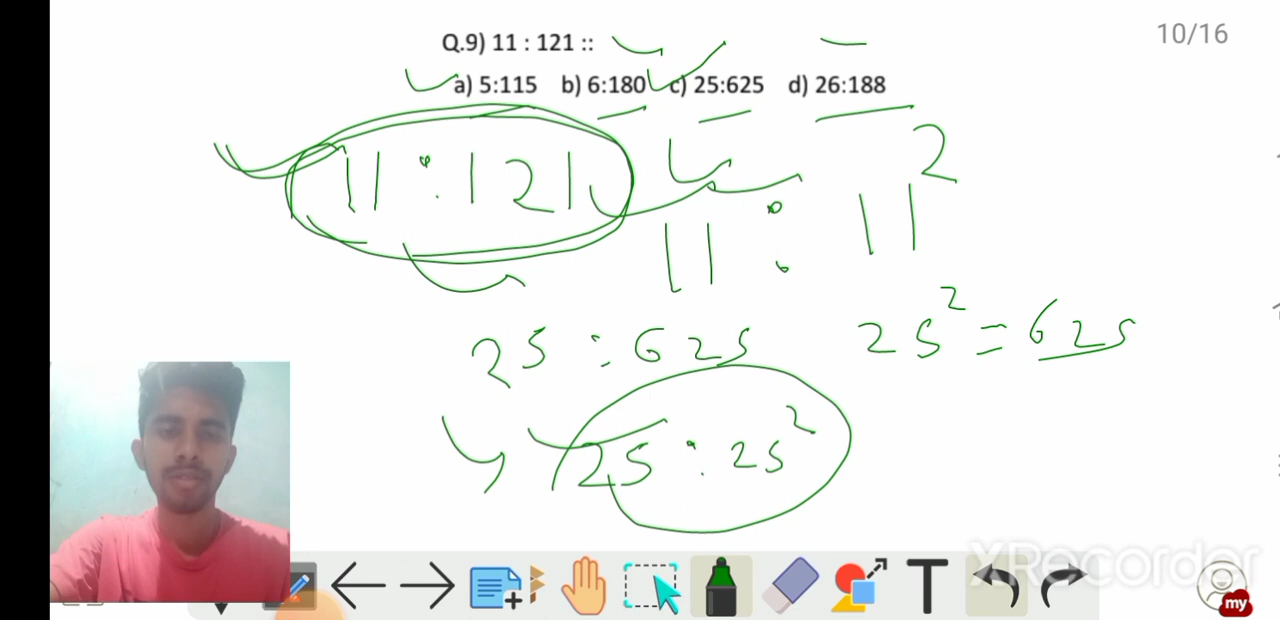 10/16
Q.9) 11 : 121 ::
a) 5:115 b) 6:180 c) 25:625 d) 26:188
11 : 121
11 : 11²
25 : 625 25² = 625
25 : 25²
T
XRecorder
my